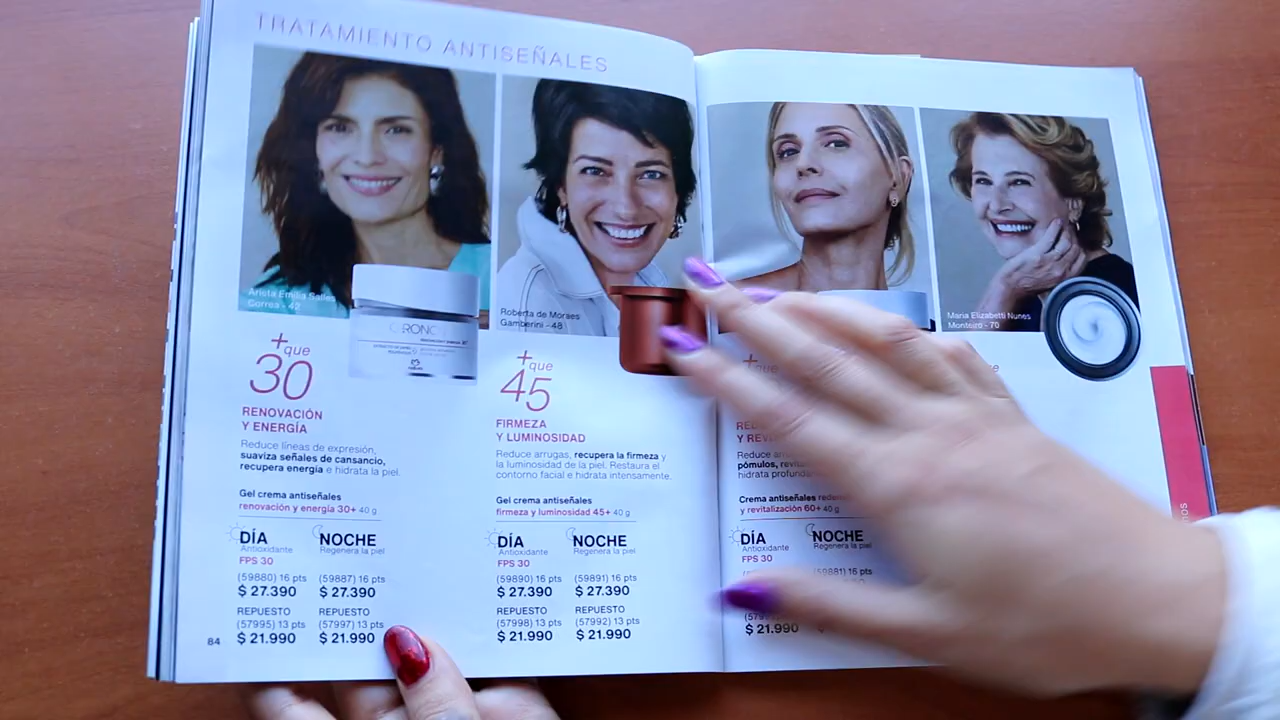 TRATAMIENTO ANTISEÑALES
Arieta Emilia Salles
Correa - 42
CHRONOS
natura
+que
30
RENOVACIÓN
Y ENERGÍA
Reduce líneas de expresión,
suaviza señales de cansancio,
recupera energía e hidrata la piel.
Gel crema antiseñales
renovación y energía 30+ 40 g
DÍA
Antioxidante
FPS 30
(59880) 16 pts
$ 27.390
REPUESTO
(57995) 13 pts
$ 21.990
NOCHE
Regenera la piel
(59887) 16 pts
$ 27.390
REPUESTO
(57997) 13 pts
$ 21.990
84
Roberta de Moraes
Gamberini - 48
+que
45
FIRMEZA
Y LUMINOSIDAD
Reduce arrugas, recupera la firmeza y
la luminosidad de la piel. Restaura el
contorno facial e hidrata intensamente.
Gel crema antiseñales
firmeza y luminosidad 45+ 40 g
DÍA
Antioxidante
FPS 30
(59890) 16 pts
$ 27.390
REPUESTO
(57998) 13 pts
$ 21.990
NOCHE
Regenera la piel
(59891) 16 pts
$ 27.390
REPUESTO
(57992) 13 pts
$ 21.990
+que
Reduce
pómulos,
hidrata
Crema antiseñales
y revitalización 60+ 40 g
DÍA
Antioxidante
FPS 30
$ 21.990
NOCHE
Regenera la piel
(59881) 16 pts
Maria Elizabetti Nunes
Monteiro - 70